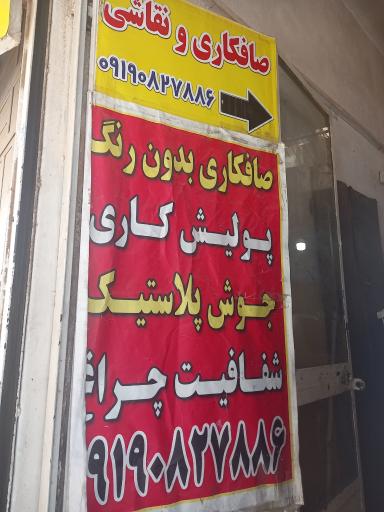 صافکاری و نقاشی
۰۹۱۹۰۸۲۷۸۸۶
صافکاری بدون رنگ
پولیش کاری
جوش پلاستیک
شفافیت چراغ
۰۹۱۹۰۸۲۷۸۸۶